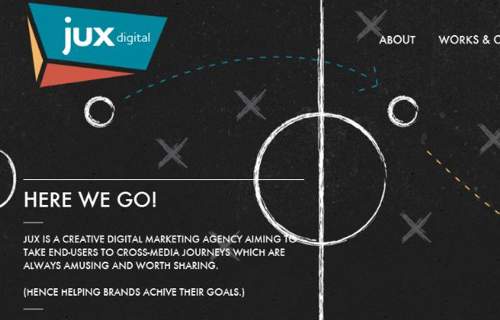 jux digital
ABOUT WORKS & C
HERE WE GO!
JUX IS A CREATIVE DIGITAL MARKETING AGENCY AIMING TO
TAKE END-USERS TO CROSS-MEDIA JOURNEYS WHICH ARE
ALWAYS AMUSING AND WORTH SHARING.
(HENCE HELPING BRANDS ACHIVE THEIR GOALS.)